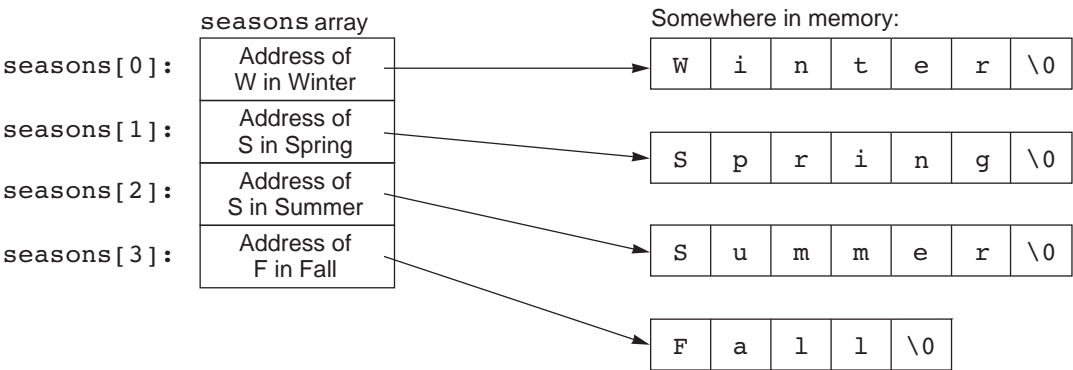 seasons array
Somewhere in memory:
seasons[0]:
Address of
W in Winter
W i n t e r \0
seasons[1]:
Address of
S in Spring
S p r i n g \0
seasons[2]:
Address of
S in Summer
S u m m e r \0
seasons[3]:
Address of
F in Fall
F a l l \0